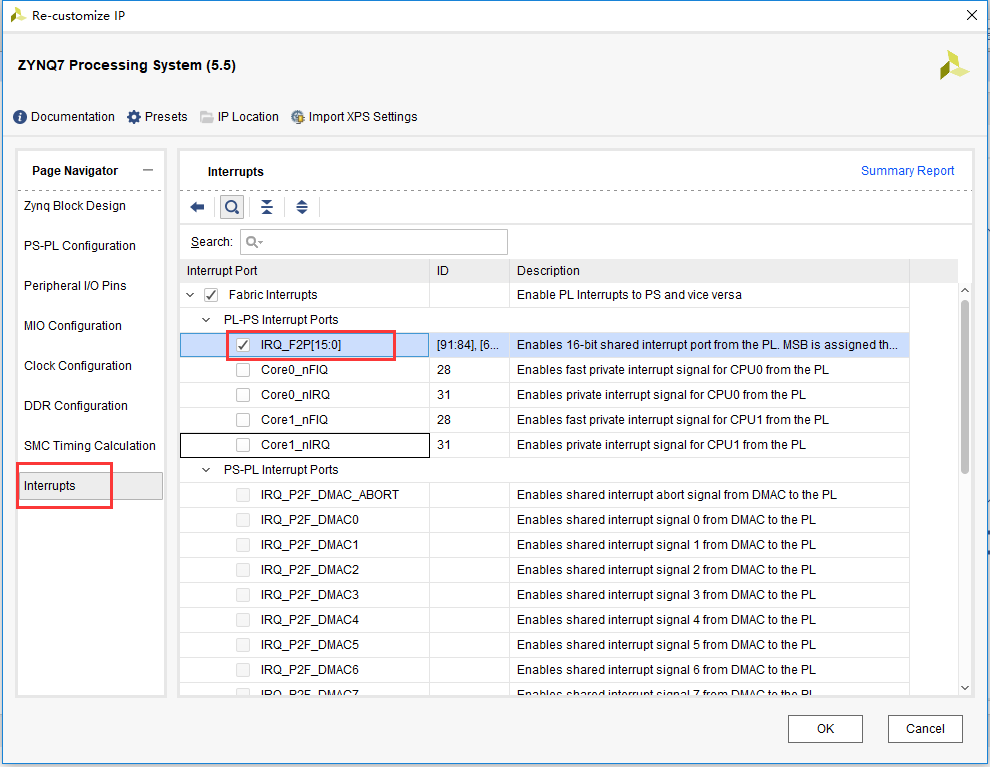 Re-customize IP
ZYNQ7 Processing System (5.5)
Documentation Presets IP Location Import XPS Settings
Page Navigator
Zynq Block Design
PS-PL Configuration
Peripheral I/O Pins
MIO Configuration
Clock Configuration
DDR Configuration
SMC Timing Calculation
Interrupts
Interrupts Summary Report
Search:
Interrupt Port ID Description
Fabric Interrupts Enable PL Interrupts to PS and vice versa
PL-PS Interrupt Ports
IRQ_F2P[15:0] [91:84], [6... Enables 16-bit shared interrupt port from the PL. MSB is assigned th...
Core0_nFIQ 28 Enables fast private interrupt signal for CPU0 from the PL
Core0_nIRQ 31 Enables private interrupt signal for CPU0 from the PL
Core1_nFIQ 28 Enables fast private interrupt signal for CPU1 from the PL
Core1_nIRQ 31 Enables private interrupt signal for CPU1 from the PL
PS-PL Interrupt Ports
IRQ_P2F_DMAC_ABORT Enables shared interrupt abort signal from DMAC to the PL
IRQ_P2F_DMAC0 Enables shared interrupt signal 0 from DMAC to the PL
IRQ_P2F_DMAC1 Enables shared interrupt signal 1 from DMAC to the PL
IRQ_P2F_DMAC2 Enables shared interrupt signal 2 from DMAC to the PL
IRQ_P2F_DMAC3 Enables shared interrupt signal 3 from DMAC to the PL
IRQ_P2F_DMAC4 Enables shared interrupt signal 4 from DMAC to the PL
IRQ_P2F_DMAC5 Enables shared interrupt signal 5 from DMAC to the PL
IRQ_P2F_DMAC6 Enables shared interrupt signal 6 from DMAC to the PL
IRQ_P2F_DMAC7 Enables shared interrupt signal 7 from DMAC to the PL
OK Cancel